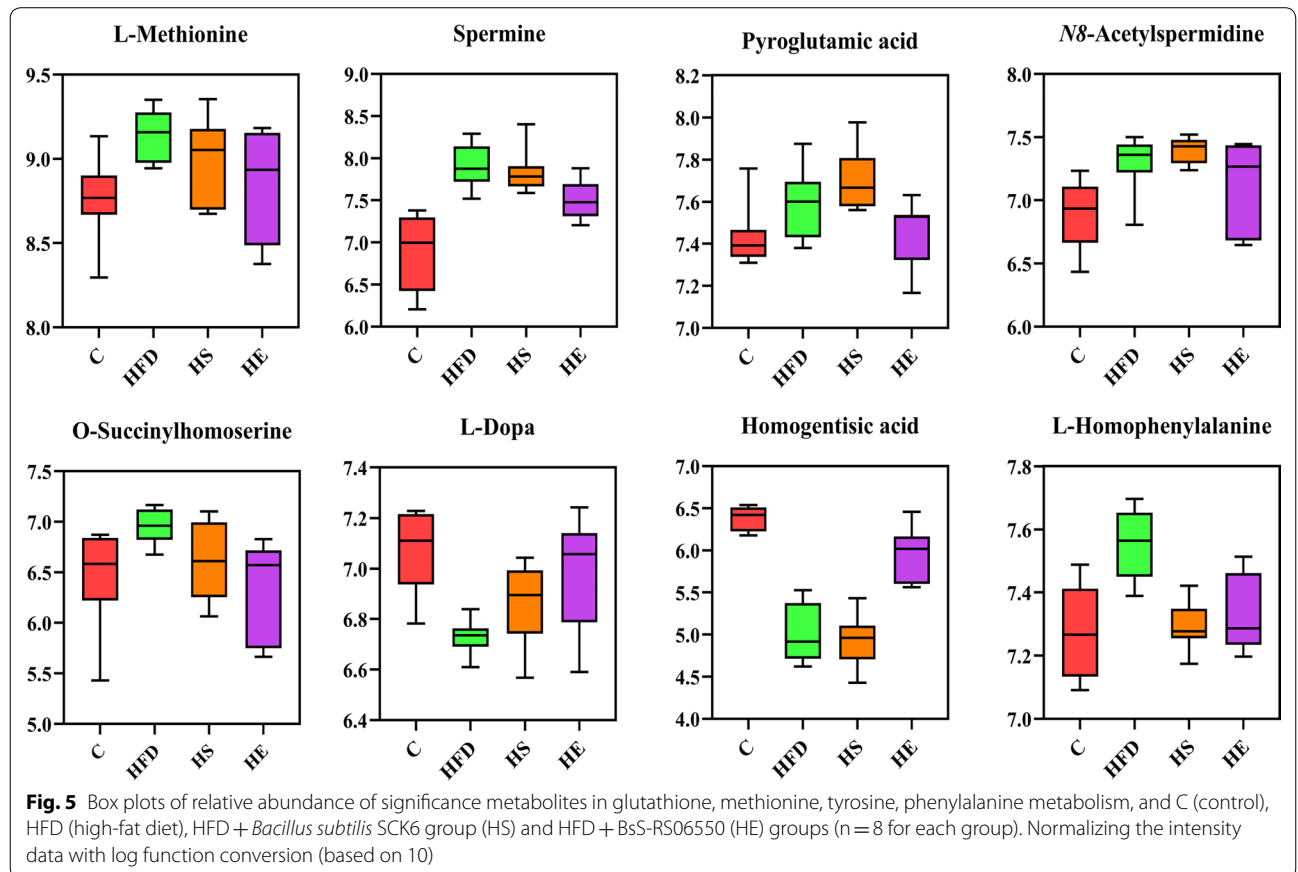 L-Methionine
9.5
9.0
8.5
8.0
C
HFD
HS
HE
Spermine
9.0
8.5
8.0
7.5
7.0
6.5
6.0
C
HFD
HS
HE
Pyroglutamic acid
8.2
8.0
7.8
7.6
7.4
7.2
7.0
C
HFD
HS
HE
N8-Acetylspermidine
8.0
7.5
7.0
6.5
6.0
C
HFD
HS
HE
O-Succinylhomoserine
7.5
7.0
6.5
6.0
5.5
5.0
C
HFD
HS
HE
L-Dopa
7.4
7.2
7.0
6.8
6.6
6.4
C
HFD
HS
HE
Homogentisic acid
7.0
6.5
6.0
5.5
5.0
4.5
4.0
C
HFD
HS
HE
L-Homophenylalanine
7.8
7.6
7.4
7.2
7.0
C
HFD
HS
HE
Fig. 5 Box plots of relative abundance of significance metabolites in glutathione, methionine, tyrosine, phenylalanine metabolism, and C (control),
HFD (high-fat diet), HFD + Bacillus subtilis SCK6 group (HS) and HFD + BsS-RS06550 (HE) groups (n = 8 for each group). Normalizing the intensity
data with log function conversion (based on 10)